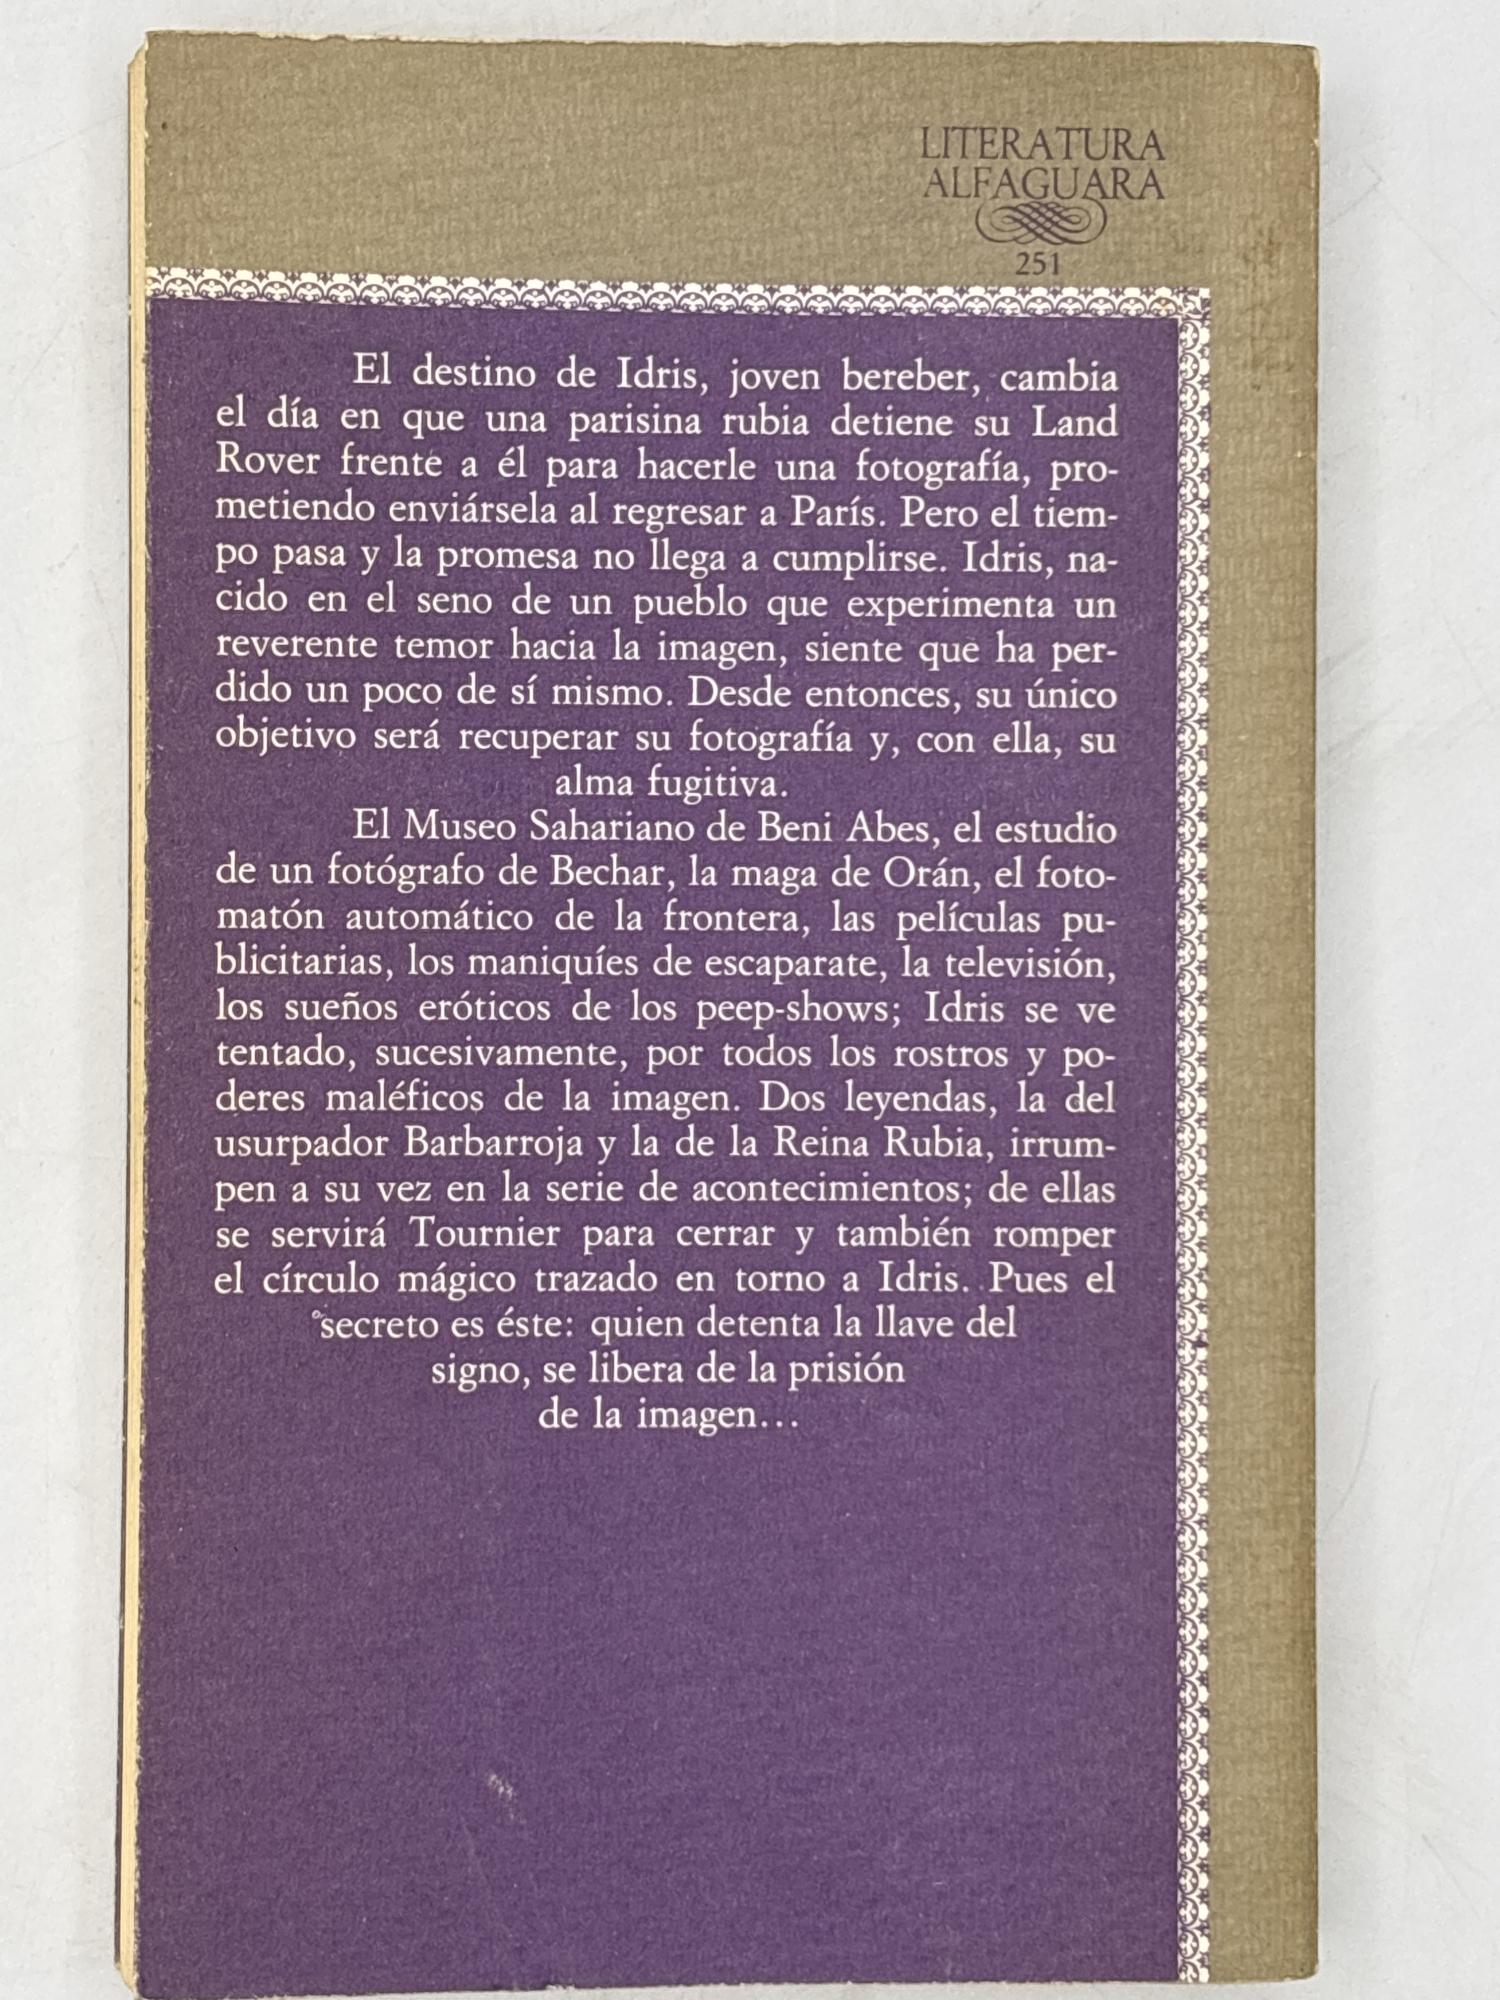 LITERATURA
ALFAGUARA
251
El destino de Idris, joven bereber, cambia
el día en que una parisina rubia detiene su Land
Rover frente a él para hacerle una fotografía, pro-
metiendo enviársela al regresar a París. Pero el tiem-
po pasa y la promesa no llega a cumplirse. Idris, na-
cido en el seno de un pueblo que experimenta un
reverente temor hacia la imagen, siente que ha per-
dido un poco de sí mismo. Desde entonces, su único
objetivo será recuperar su fotografía y, con ella, su
alma fugitiva.
El Museo Sahariano de Beni Abes, el estudio
de un fotógrafo de Bechar, la maga de Orán, el foto-
matón automático de la frontera, las películas pu-
blicitarias, los maniquíes de escaparate, la televisión,
los sueños eróticos de los peep-shows; Idris se ve
tentado, sucesivamente, por todos los rostros y po-
deres maléficos de la imagen. Dos leyendas, la del
usurpador Barbarroja y la de la Reina Rubia, irrum-
pen a su vez en la serie de acontecimientos; de ellas
se servirá Tournier para cerrar y también romper
el círculo mágico trazado en torno a Idris. Pues el
secreto es éste: quien detenta la llave del
signo, se libera de la prisión
de la imagen...